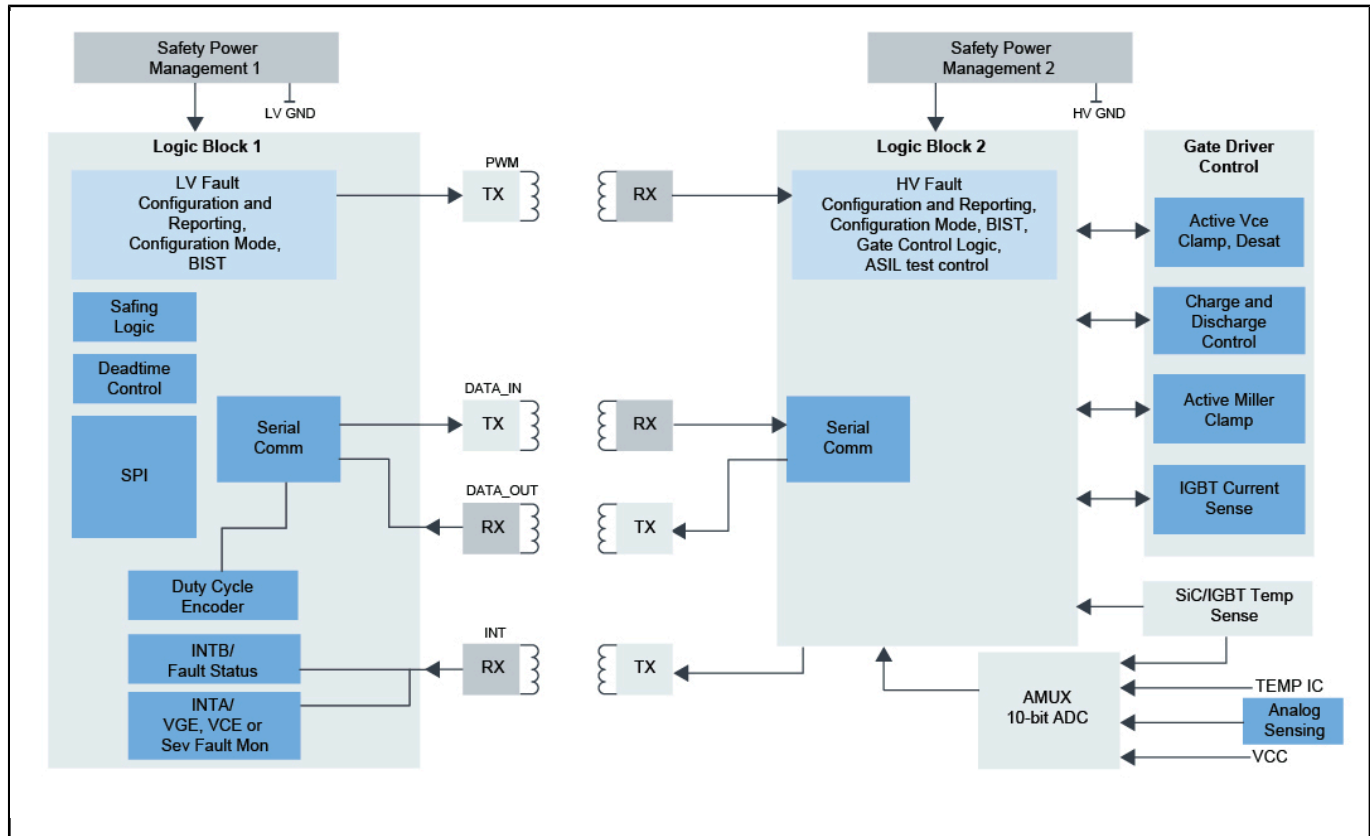 Safety Power
Management 1
LV GND
Safety Power
Management 2
HV GND
Logic Block 1
LV Fault
Configuration and
Reporting,
Configuration Mode,
BIST
Safing
Logic
Deadtime
Control
SPI
Serial
Comm
Duty Cycle
Encoder
INTB/
Fault Status
INTA/
VGE, VCE or
Sev Fault Mon
PWM
TX
RX
DATA_IN
TX
RX
DATA_OUT
RX
TX
INT
RX
TX
Logic Block 2
HV Fault
Configuration and Reporting,
Configuration Mode, BIST,
Gate Control Logic,
ASIL test control
Serial
Comm
Gate Driver
Control
Active Vce
Clamp, Desat
Charge and
Discharge
Control
Active Miller
Clamp
IGBT Current
Sense
SiC/IGBT Temp
Sense
AMUX
10-bit ADC
TEMP IC
Analog
Sensing
VCC